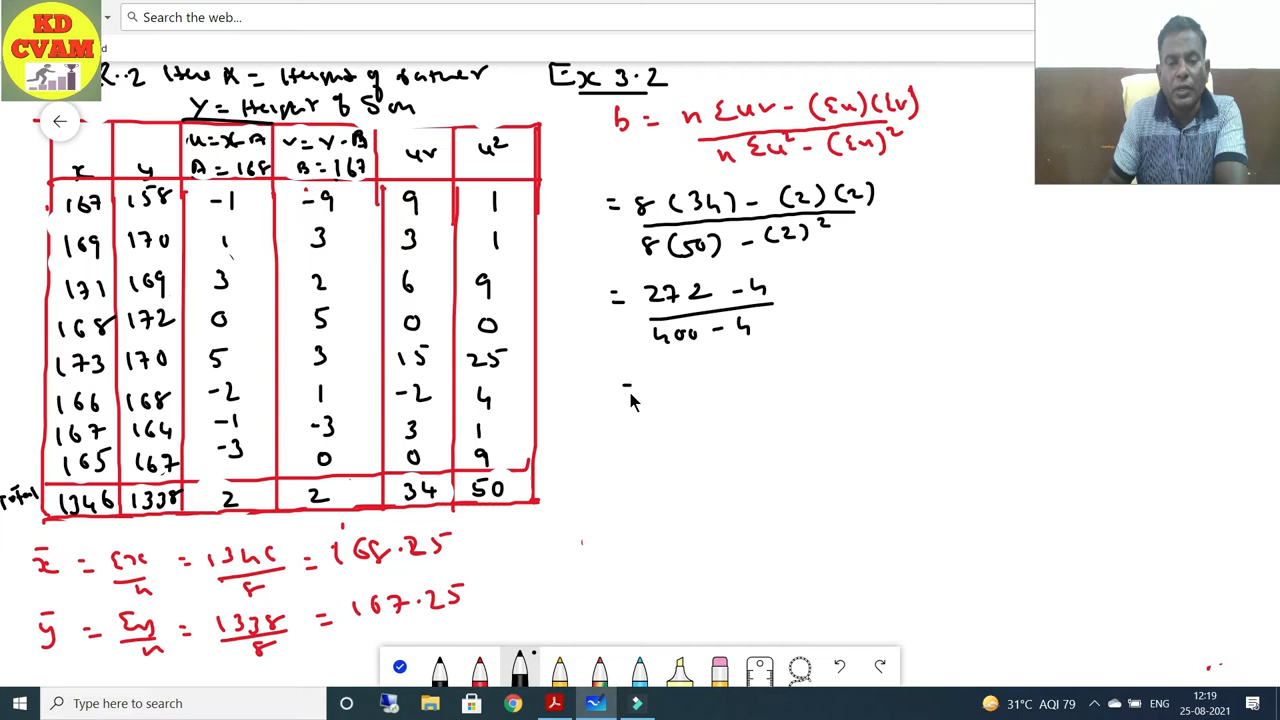 KD
CVAM
Search the web...
d
2 Here X = Height of Father
Y = Height of Son
Ex 3.2
x y u = x-A v = Y-B uv u²
A = 168 B = 167
167 158 -1 -9 9 1
169 170 1 3 3 1
171 169 3 2 6 9
168 172 0 5 0 0
173 170 5 3 15 25
166 168 -2 1 -2 4
167 164 -1 -3 3 1
165 167 -3 0 0 9
Total 1346 1338 2 2 34 50
x̄ = Σx/n = 1346/8 = 168.25
ȳ = Σy/n = 1338/8 = 167.25
b = n Σuv - (Σu)(Σv)
n Σu² - (Σu)²
= 8(34) - (2)(2)
8(50) - (2)²
= 272 - 4
400 - 4
=
Type here to search
31°C AQI 79
ENG
12:19
25-08-2021